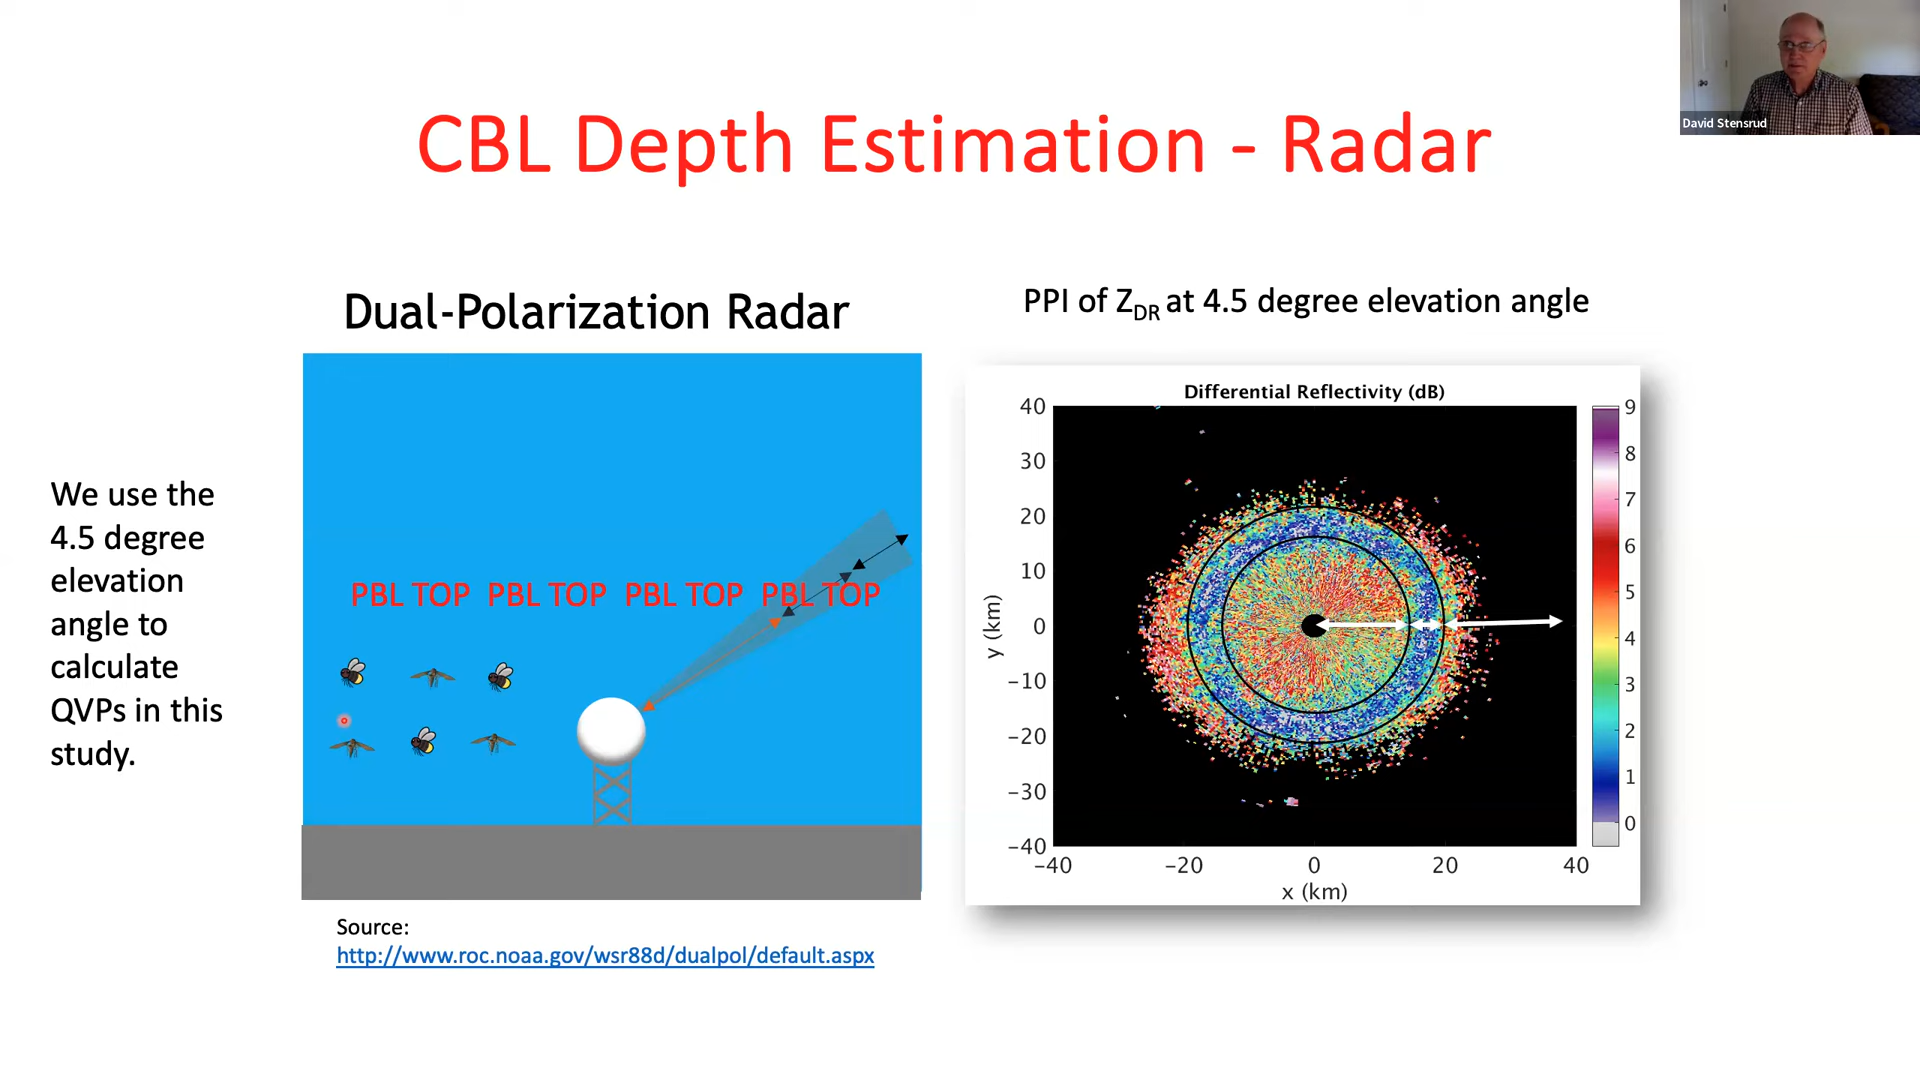 David Stensrud
CBL Depth Estimation - Radar
Dual-Polarization Radar
PPI of ZDR at 4.5 degree elevation angle
We use the
4.5 degree
elevation
angle to
calculate
QVPs in this
study.
PBL TOP PBL TOP PBL TOP PBL TOP
Source:
http://www.roc.noaa.gov/wsr88d/dualpol/default.aspx
Differential Reflectivity (dB)
40
30
20
10
0
−10
−20
−30
−40
y (km)
−40 −20 0 20 40
x (km)
9
8
7
6
5
4
3
2
1
0